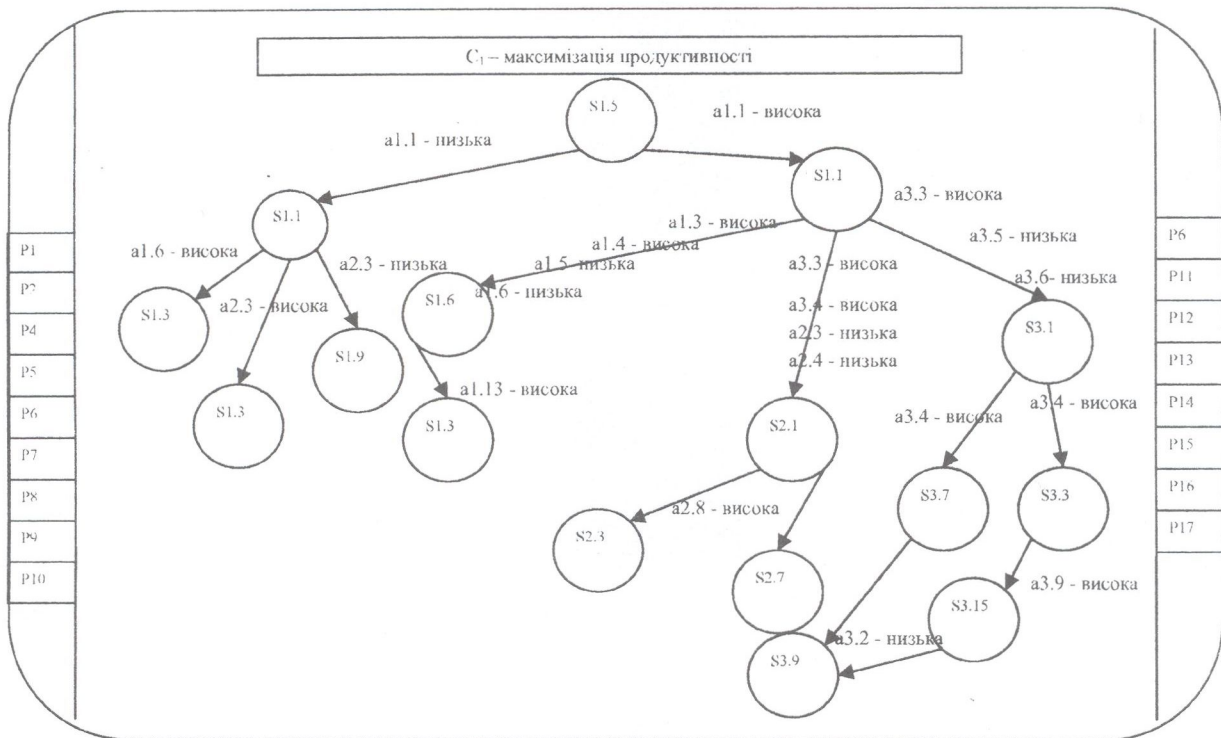 C₁ – максимізація продуктивності
S1.5
a1.1 - висока
a1.1 - низька
S1.1
S1.1
a3.3 - висока
a1.3 - висока
a3.5 - низька
a1.4 - висока
a1.6 - висока
a2.3 - низька
a1.5 - низька
a3.3 - висока
a3.6- низька
a1.6 - низька
S1.3
a2.3 - висока
S1.6
a3.4 - висока
S3.1
a2.3 - низька
S1.9
a2.4 - низька
a1.13 - висока
S1.3
S1.3
S2.1
a3.4 - висока
a3.4 - висока
S3.7
S3.3
a2.8 - висока
S2.3
S2.7
a3.9 - висока
S3.15
a3.2 - низька
S3.9
P1
P2
P4
P5
P6
P7
P8
P9
P10
P6
P11
P12
P13
P14
P15
P16
P17